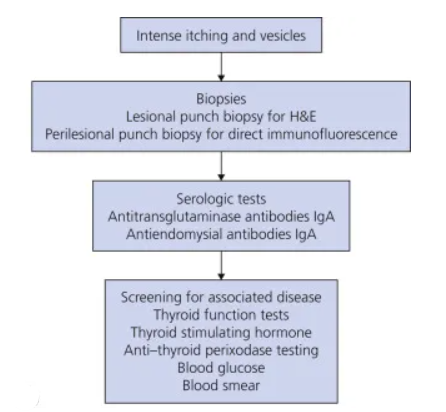 Intense itching and vesicles
Biopsies
Lesional punch biopsy for H&E
Perilesional punch biopsy for direct immunofluorescence
Serologic tests
Antitransglutaminase antibodies IgA
Antiendomysial antibodies IgA
Screening for associated disease
Thyroid function tests
Thyroid stimulating hormone
Anti–thyroid perixodase testing
Blood glucose
Blood smear